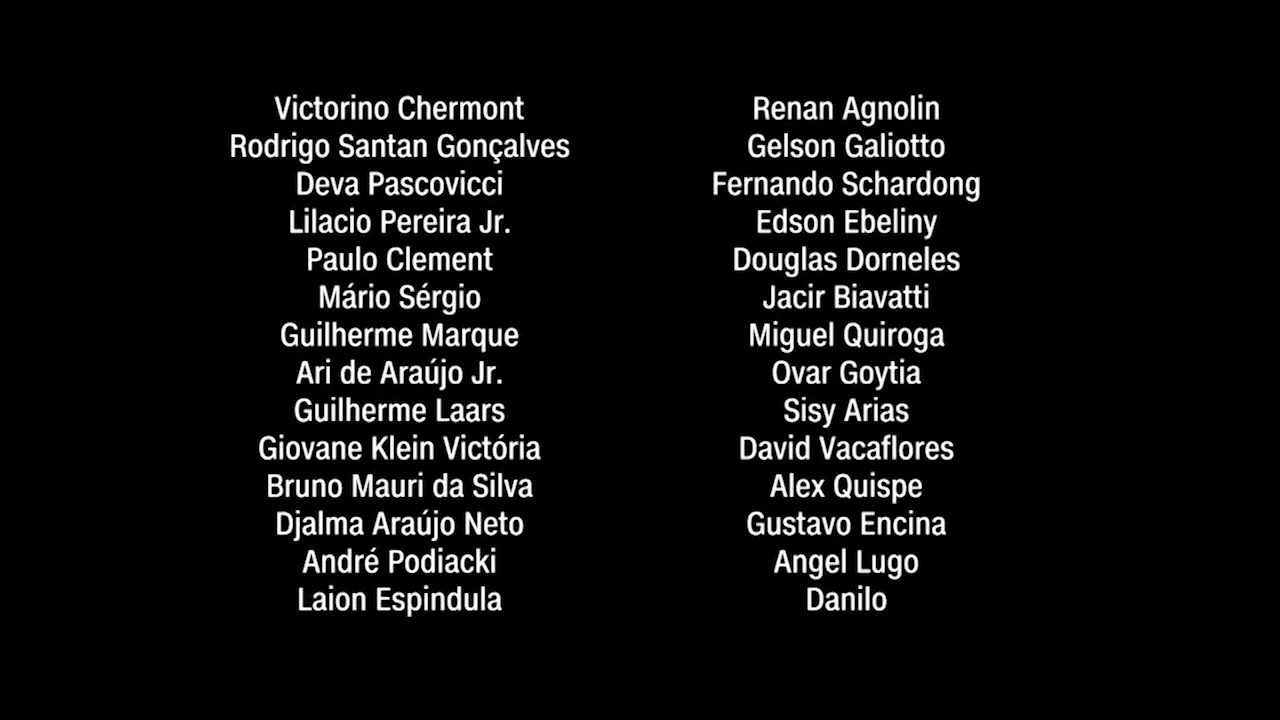 Victorino Chermont
Rodrigo Santan Gonçalves
Deva Pascovicci
Lilacio Pereira Jr.
Paulo Clement
Mário Sérgio
Guilherme Marque
Ari de Araújo Jr.
Guilherme Laars
Giovane Klein Victória
Bruno Mauri da Silva
Djalma Araújo Neto
André Podiacki
Laion Espindula
Renan Agnolin
Gelson Galiotto
Fernando Schardong
Edson Ebeliny
Douglas Dorneles
Jacir Biavatti
Miguel Quiroga
Ovar Goytia
Sisy Arias
David Vacaflores
Alex Quispe
Gustavo Encina
Angel Lugo
Danilo